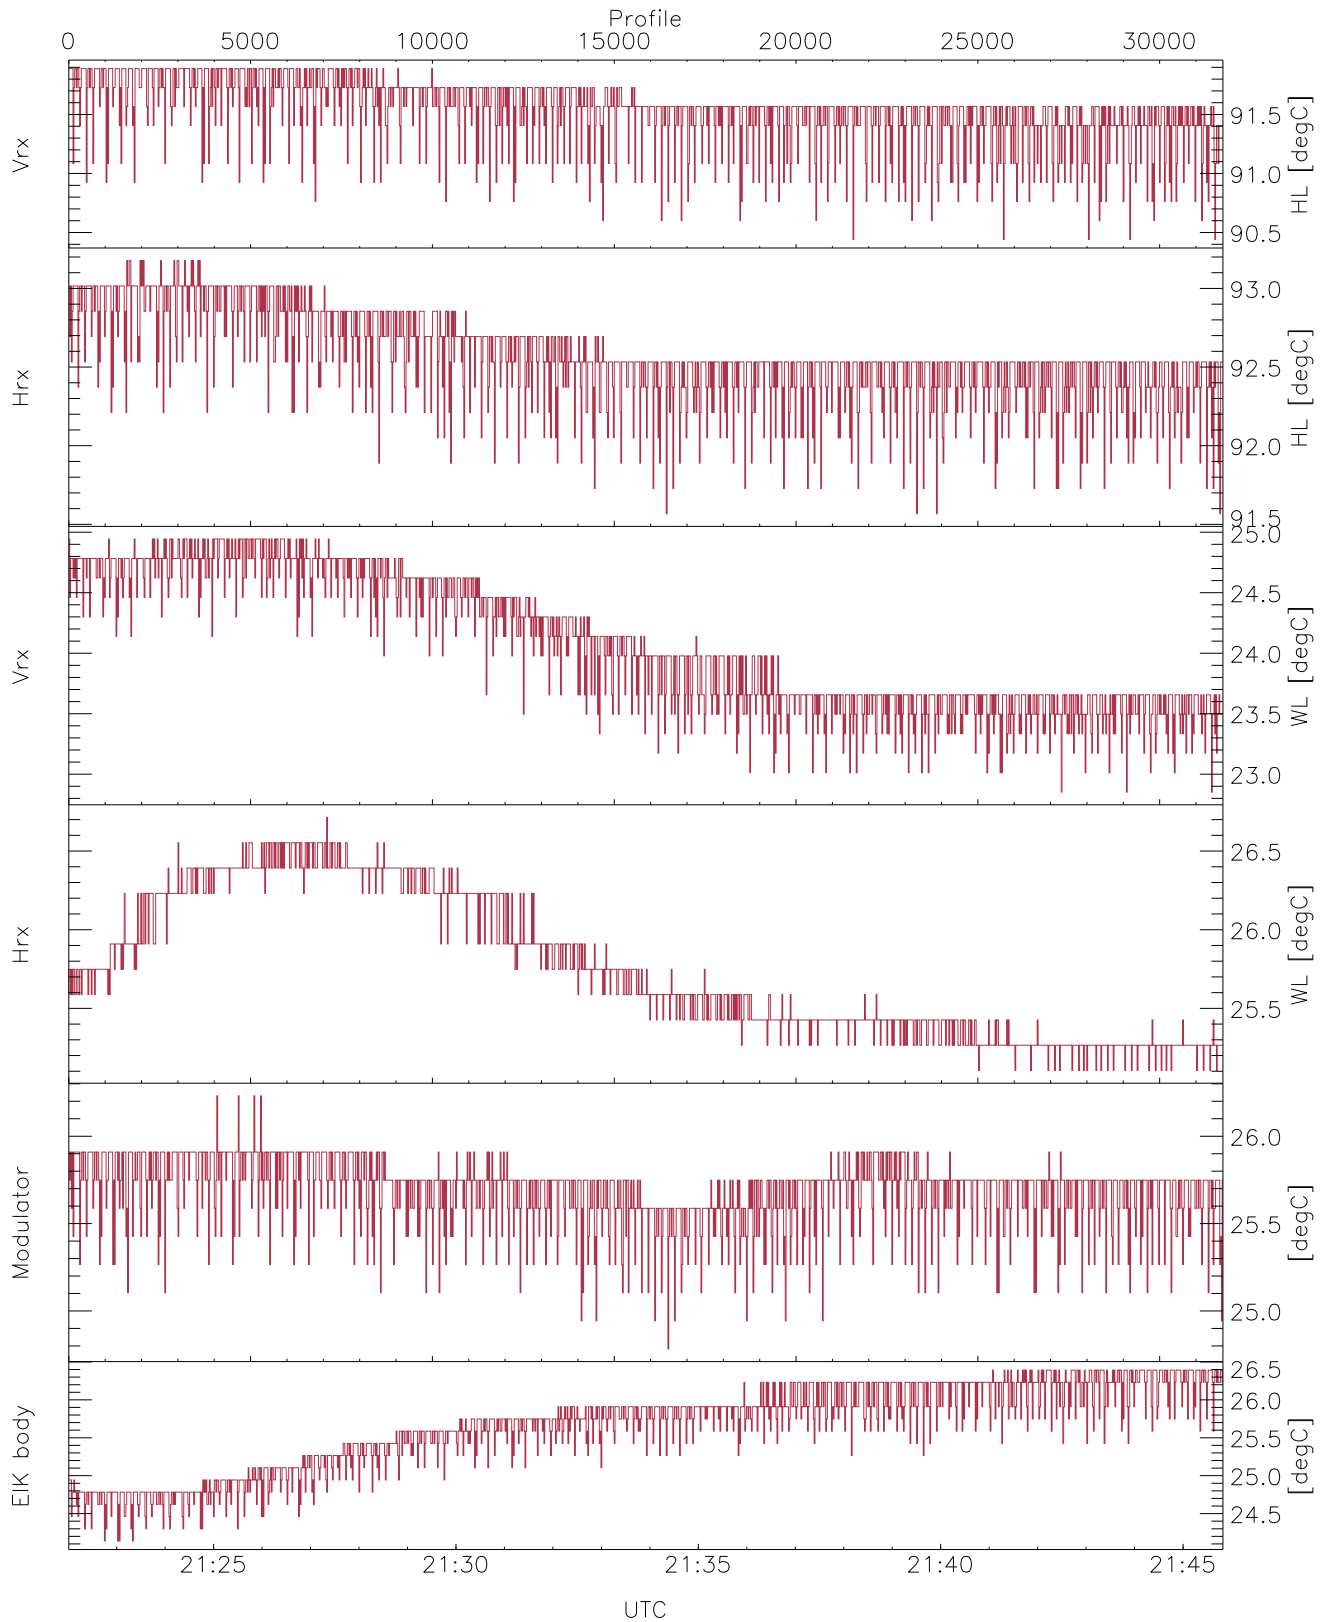 Profile
0 5000 10000 15000 20000 25000 30000
Vrx
91.5
91.0
90.5
HL [degC]
Hrx
93.0
92.5
92.0
91.5
HL [degC]
Vrx
25.0
24.5
24.0
23.5
23.0
WL [degC]
Hrx
26.5
26.0
25.5
WL [degC]
Modulator
26.0
25.5
25.0
[degC]
EIK body
26.5
26.0
25.5
25.0
24.5
[degC]
21:25 21:30 21:35 21:40 21:45
UTC